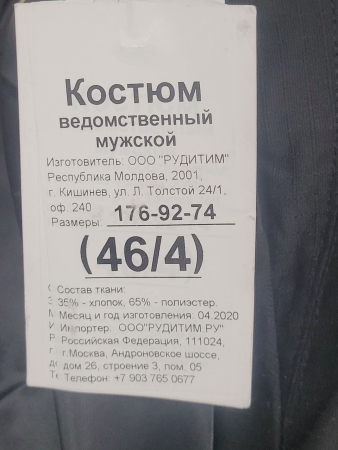 Костюм
ведомственный
мужской
Изготовитель: ООО "РУДИТИМ"
Республика Молдова, 2001,
г. Кишинев, ул. Л. Толстой 24/1,
оф. 240
Размеры: 176-92-74
(46/4)
Состав ткани:
35% - хлопок, 65% - полиэстер.
Месяц и год изготовления: 04.2020
Импортер: ООО"РУДИТИМ.РУ"
Российская Федерация, 111024,
г.Москва, Андроновское шоссе,
дом 26, строение 3, пом. 05
Телефон: +7 903 765 0677